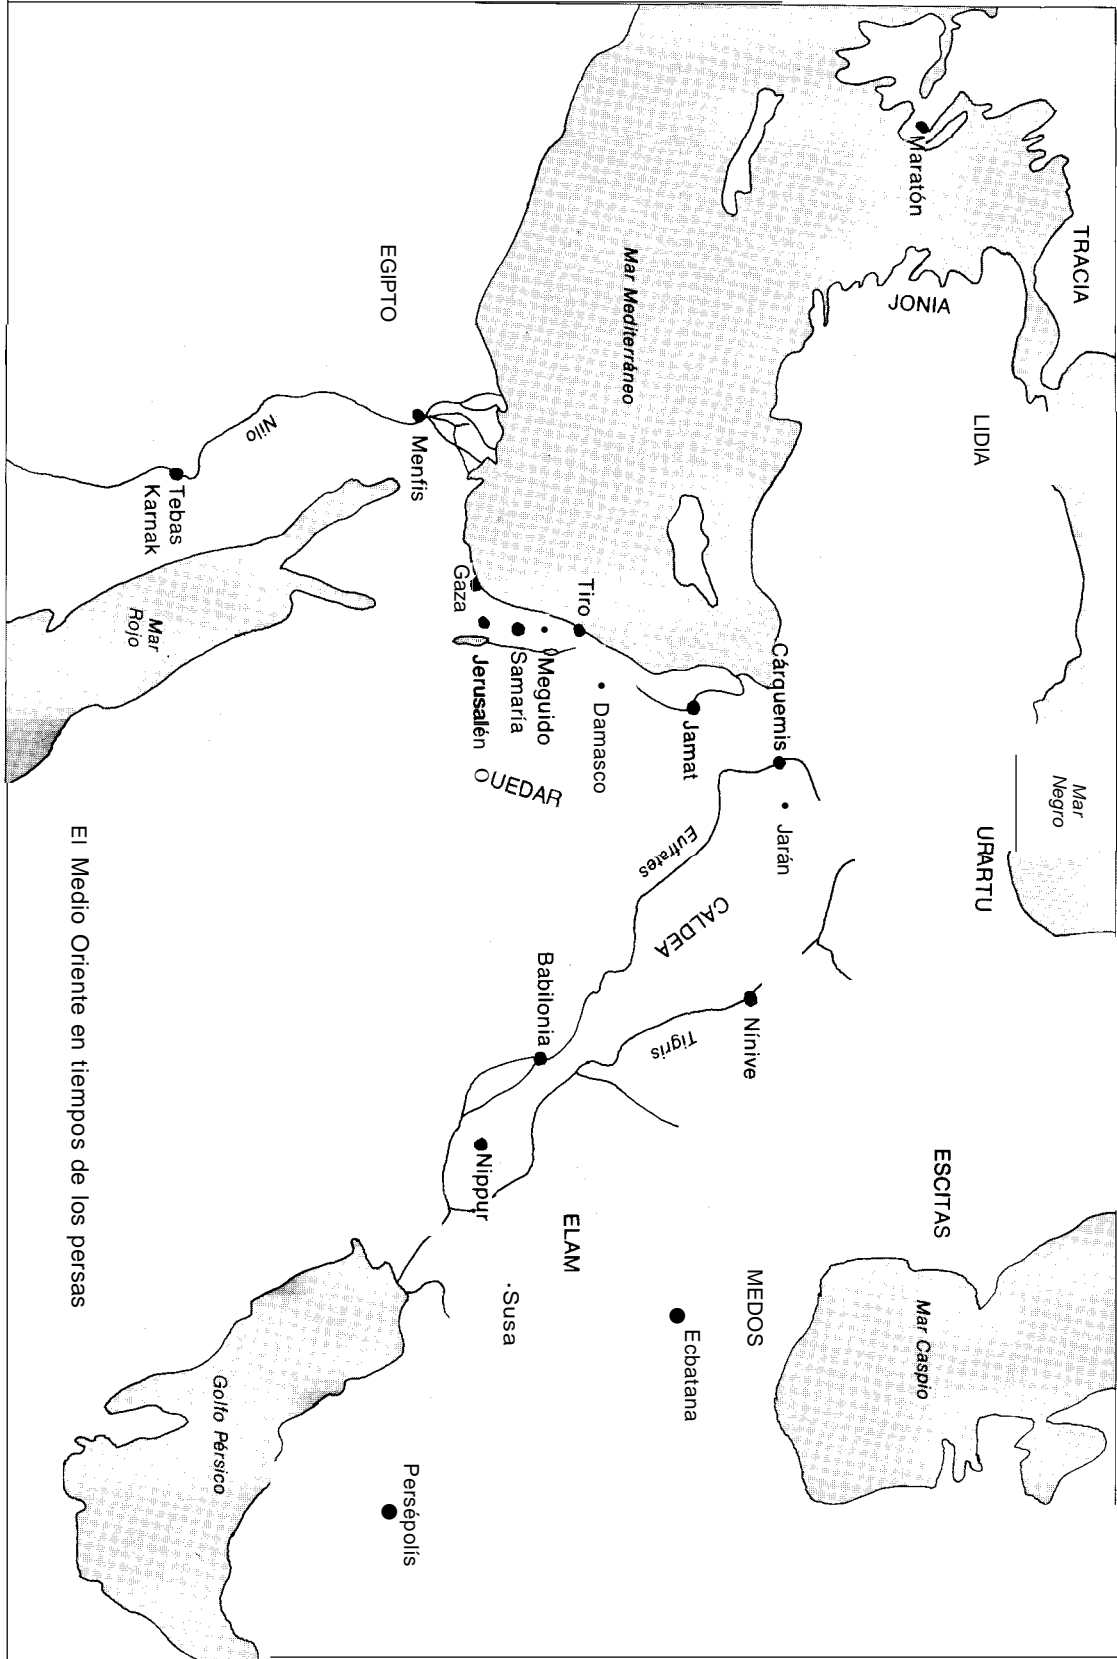 TRACIA
Maratón
JONIA
LIDIA
Mar
Negro
URARTU
ESCITAS
Mar Caspio
Mar Mediterráneo
Cárquemis
Jarán
Jamat
Tiro
Damasco
Meguido
Samaría
Jerusalén
Gaza
QUEDAR
EGIPTO
Menfis
Nilo
Tebas
Karnak
Mar
Rojo
Eufrates
CALDEA
Nínive
Tigris
Babilonia
Nippur
ELAM
MEDOS
Ecbatana
Susa
Persépolís
Golfo Pérsico
El Medio Oriente en tiempos de los persas